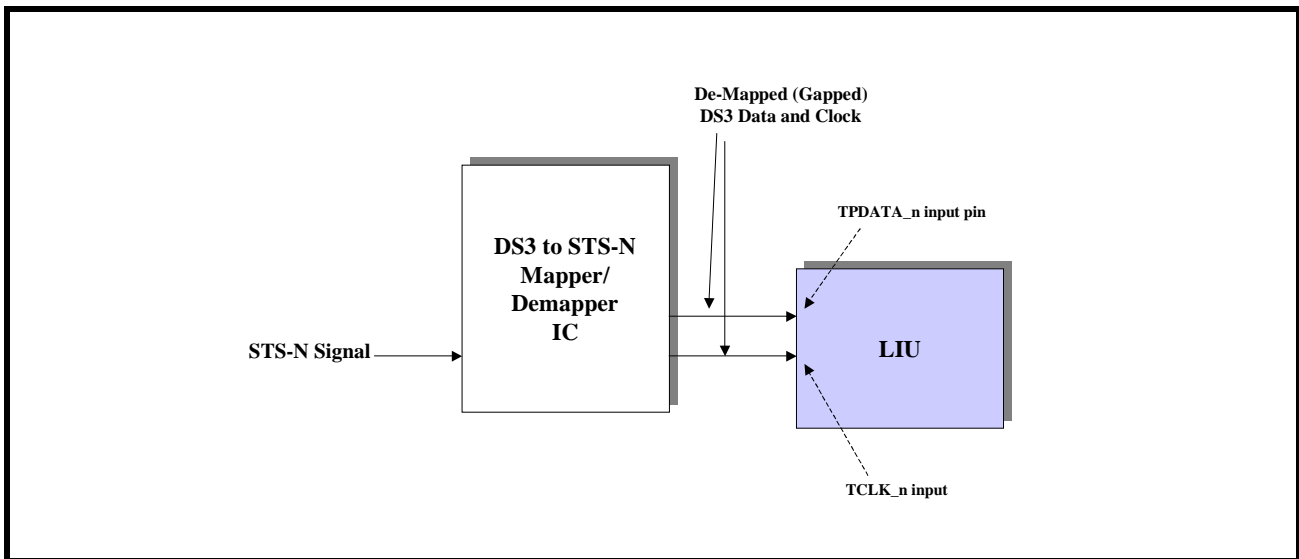 De-Mapped (Gapped)
DS3 Data and Clock
TPDATA_n input pin
DS3 to STS-N
Mapper/
Demapper
IC
STS-N Signal
LIU
TCLK_n input